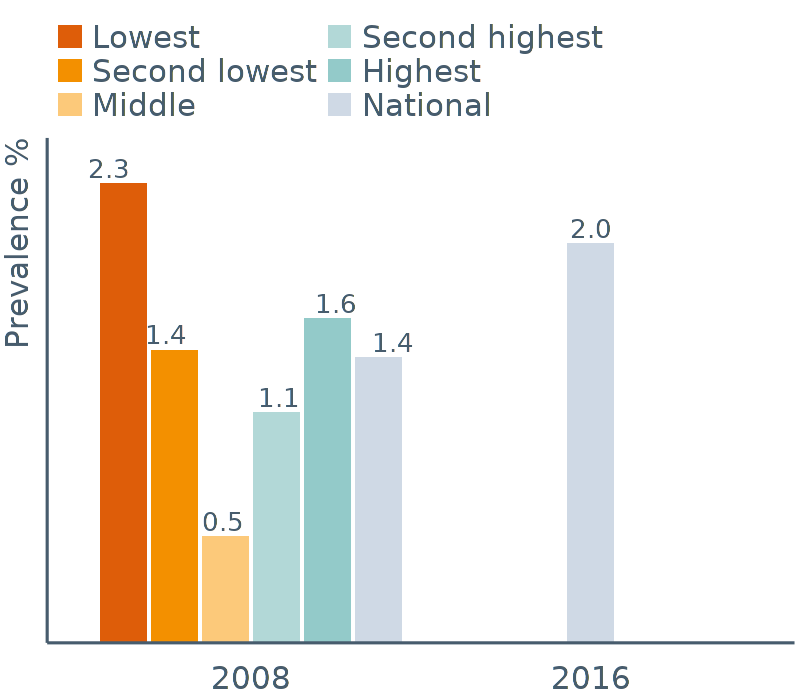 Lowest
Second lowest
Middle
Second highest
Highest
National
Prevalence %
2.3
1.4
0.5
1.1
1.6
1.4
2.0
2008
2016